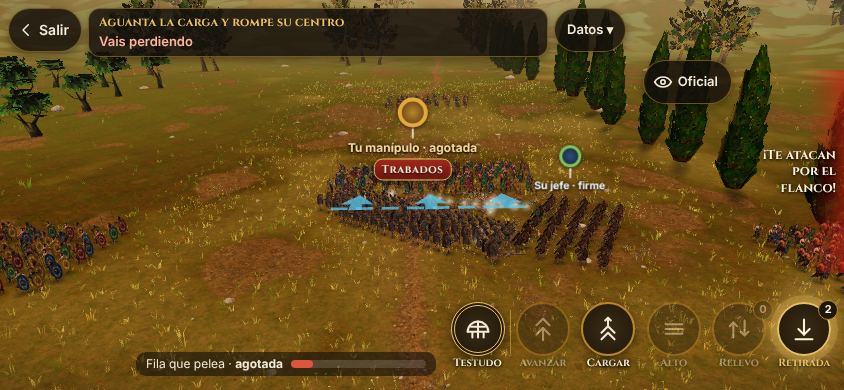 Salir
AGUANTA LA CARGA Y ROMPE SU CENTRO
Vais perdiendo
Datos ▾
Oficial
Tu manípulo · agotada
TRABADOS
Su jefe · firme
¡TE ATACAN
POR EL
FLANCO!
0
2
TESTUDO
AVANZAR
CARGAR
ALTO
RELEVO
RETIRADA
Fila que pelea · agotada